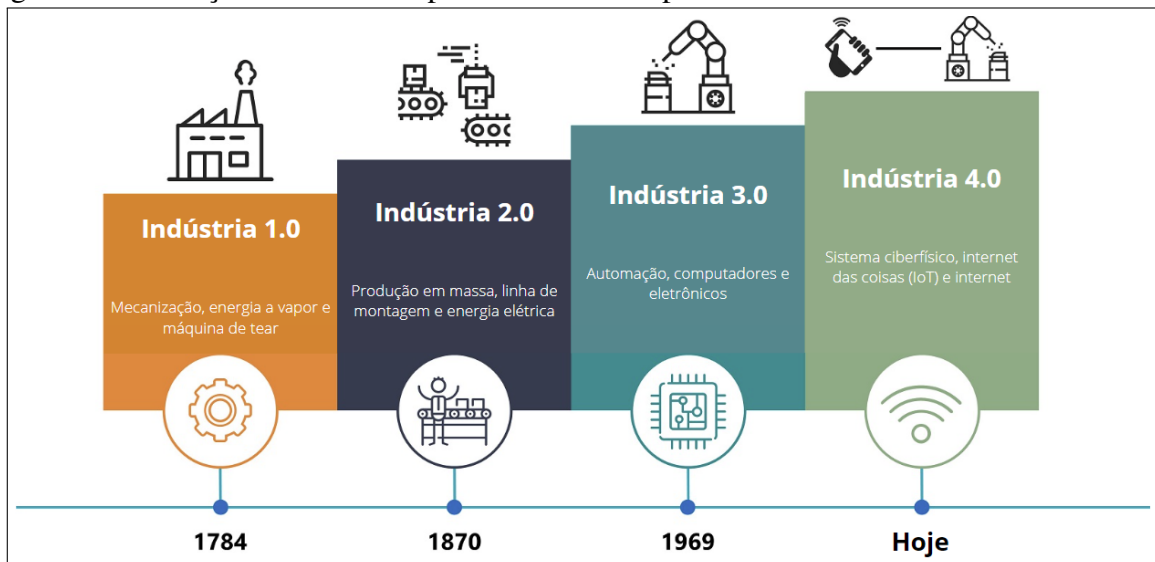 Indústria 1.0
Mecanização, energia a vapor e
máquina de tear
Indústria 2.0
Produção em massa, linha de
montagem e energia elétrica
Indústria 3.0
Automação, computadores e
eletrônicos
Indústria 4.0
Sistema ciberfísico, internet
das coisas (IoT) e internet
1784
1870
1969
Hoje